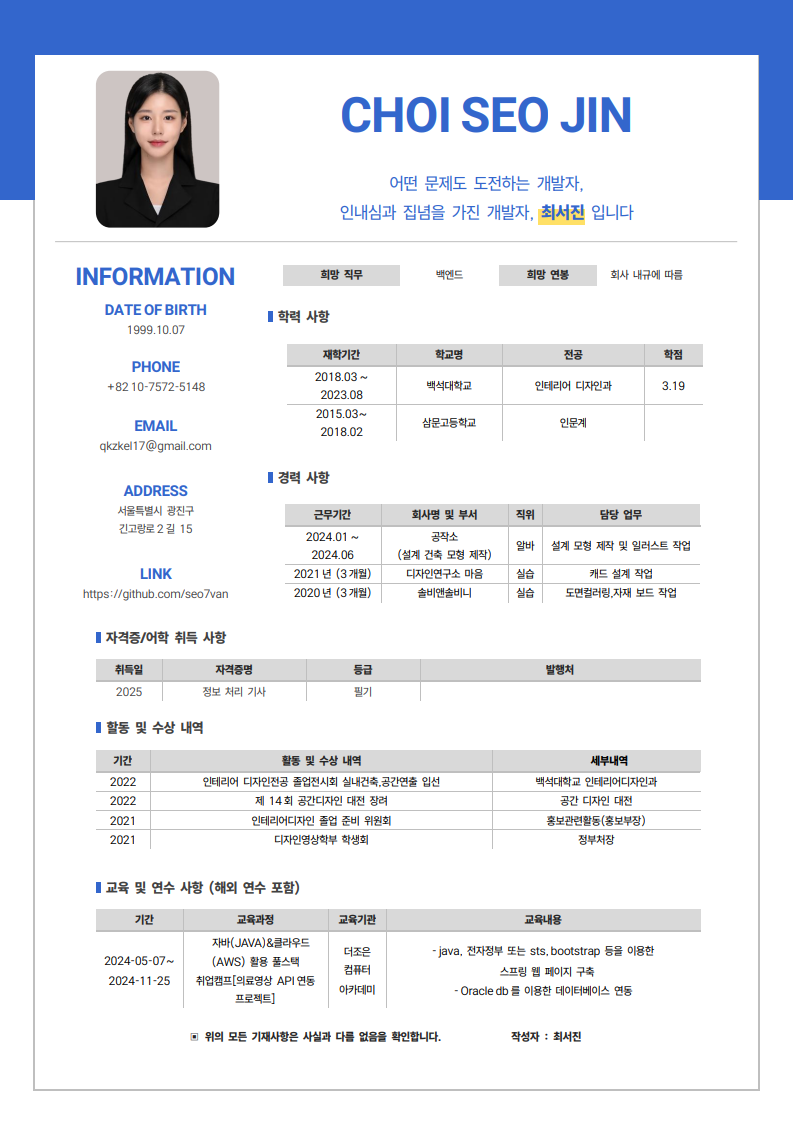 CHOI SEO JIN
어떤 문제도 도전하는 개발자,
인내심과 집념을 가진 개발자, 최서진 입니다
INFORMATION
DATE OF BIRTH
1999.10.07
PHONE
+82 10-7572-5148
EMAIL
qkzkel17@gmail.com
ADDRESS
서울특별시 광진구
긴고랑로 2 길 15
LINK
https://github.com/seo7van
희망 직무 백엔드 희망 연봉 회사 내규에 따름
학력 사항
재학기간 학교명 전공 학점
2018.03 ~
2023.08 백석대학교 인테리어 디자인과 3.19
2015.03~
2018.02 삼문고등학교 인문계
경력 사항
근무기간 회사명 및 부서 직위 담당 업무
2024.01 ~ 공작소
2024.06 (설계 건축 모형 제작) 알바 설계 모형 제작 및 일러스트 작업
2021 년 (3 개월) 디자인연구소 마음 실습 캐드 설계 작업
2020 년 (3 개월) 솔비앤솔비니 실습 도면컬러링,자재 보드 작업
자격증/어학 취득 사항
취득일 자격증명 등급 발행처
2025 정보 처리 기사 필기
활동 및 수상 내역
기간 활동 및 수상 내역 세부내역
2022 인테리어 디자인전공 졸업전시회 실내건축,공간연출 입선 백석대학교 인테리어디자인과
2022 제 14 회 공간디자인 대전 장려 공간 디자인 대전
2021 인테리어디자인 졸업 준비 위원회 홍보관련활동(홍보부장)
2021 디자인영상학부 학생회 정부처장
교육 및 연수 사항 (해외 연수 포함)
기간 교육과정 교육기관 교육내용
2024-05-07~
2024-11-25
자바(JAVA)&클라우드
(AWS) 활용 풀스택
취업캠프[의료영상 API 연동
프로젝트]
더조은
컴퓨터
아카데미
- java, 전자정부 또는 sts, bootstrap 등을 이용한
스프링 웹 페이지 구축
- Oracle db 를 이용한 데이터베이스 연동
▣ 위의 모든 기재사항은 사실과 다름 없음을 확인합니다. 작성자 : 최서진